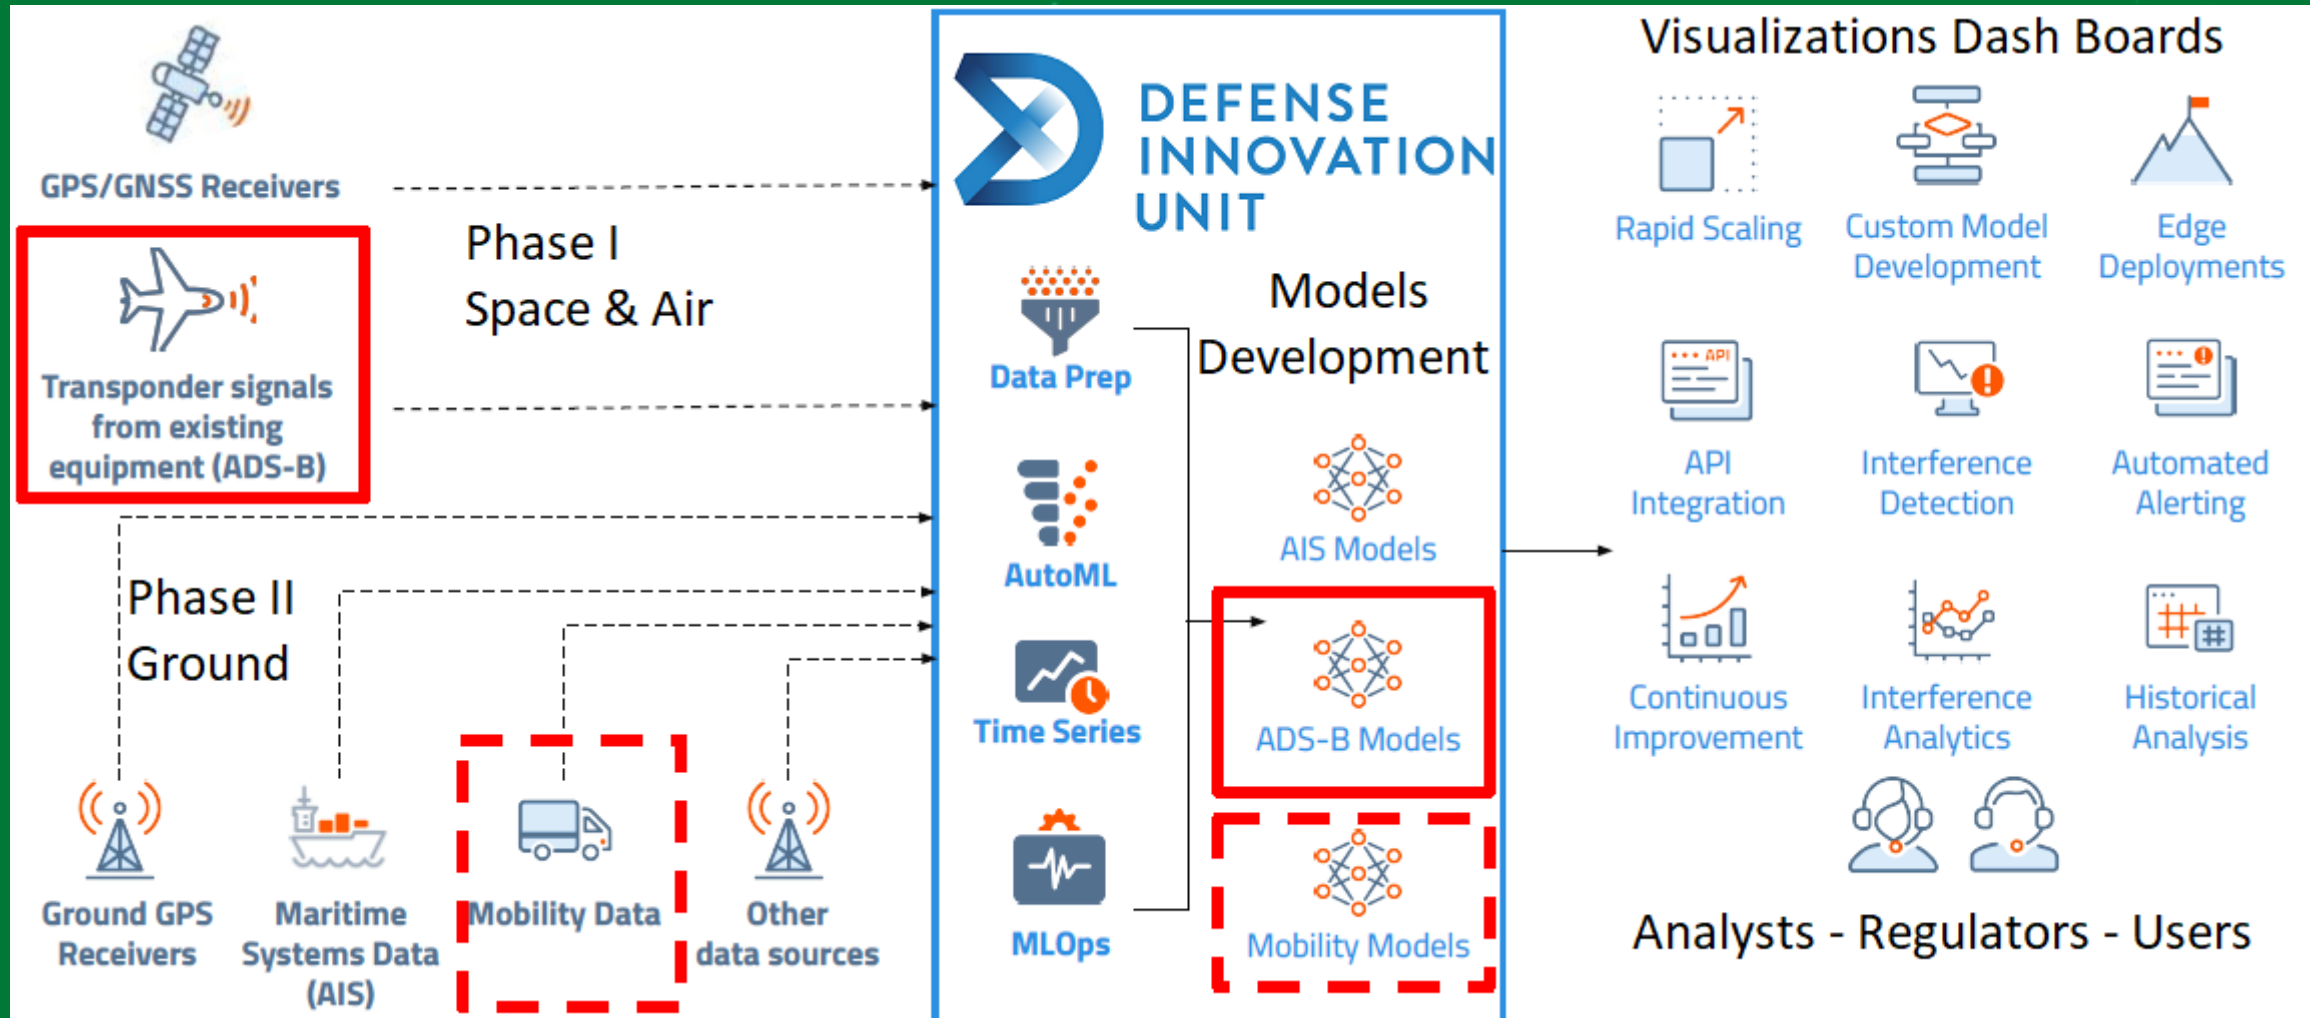 GPS/GNSS Receivers
Transponder signals
from existing
equipment (ADS-B)
Phase I
Space & Air
Phase II
Ground
Ground GPS
Receivers
Maritime
Systems Data
(AIS)
Mobility Data
Other
data sources
DEFENSE
INNOVATION
UNIT
Data Prep
AutoML
Time Series
MLOps
Models
Development
AIS Models
ADS-B Models
Mobility Models
Visualizations Dash Boards
Rapid Scaling
Custom Model
Development
Edge
Deployments
API
API
Integration
Interference
Detection
Automated
Alerting
Continuous
Improvement
Interference
Analytics
#
Historical
Analysis
Analysts - Regulators - Users